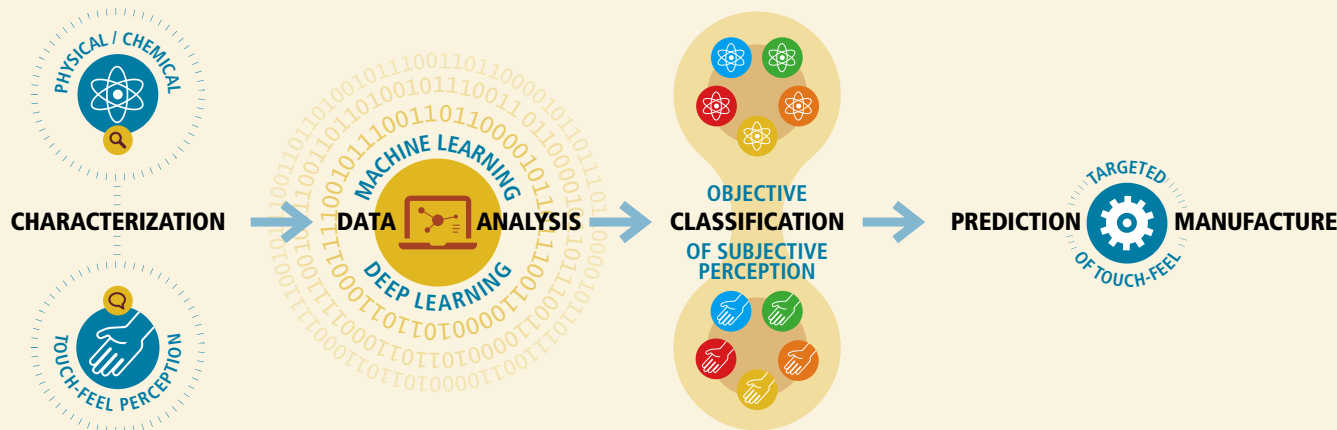 PHYSICAL / CHEMICAL
CHARACTERIZATION
TOUCH-FEEL PERCEPTION
MACHINE LEARNING
DATA ANALYSIS
DEEP LEARNING
OBJECTIVE
CLASSIFICATION
OF SUBJECTIVE
PERCEPTION
TARGETED
PREDICTION MANUFACTURE
OF TOUCH-FEEL